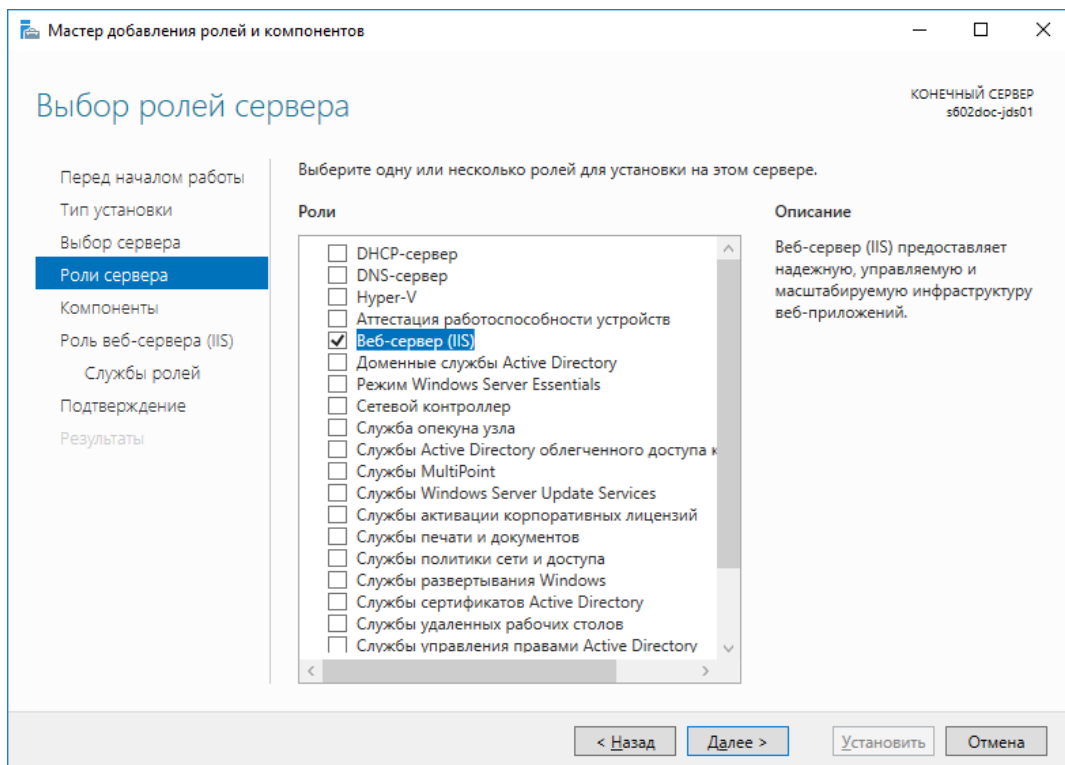 Мастер добавления ролей и компонентов
Выбор ролей сервера
КОНЕЧНЫЙ СЕРВЕР
s602doc-jds01
Перед началом работы
Тип установки
Выбор сервера
Роли сервера
Компоненты
Роль веб-сервера (IIS)
Службы ролей
Подтверждение
Результаты
Выберите одну или несколько ролей для установки на этом сервере.
Роли
DHCP-сервер
DNS-сервер
Hyper-V
Аттестация работоспособности устройств
Веб-сервер (IIS)
Доменные службы Active Directory
Режим Windows Server Essentials
Сетевой контроллер
Служба опекуна узла
Службы Active Directory облегченного доступа к
Службы MultiPoint
Службы Windows Server Update Services
Службы активации корпоративных лицензий
Службы печати и документов
Службы политики сети и доступа
Службы развертывания Windows
Службы сертификатов Active Directory
Службы удаленных рабочих столов
Службы управления правами Active Directory
Описание
Веб-сервер (IIS) предоставляет
надежную, управляемую и
масштабируемую инфраструктуру
веб-приложений.
< Назад
Далее >
Установить
Отмена